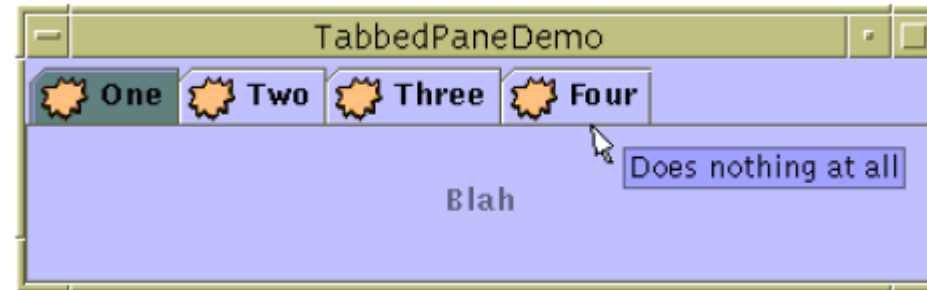 TabbedPaneDemo
One Two Three Four
Does nothing at all
Blah